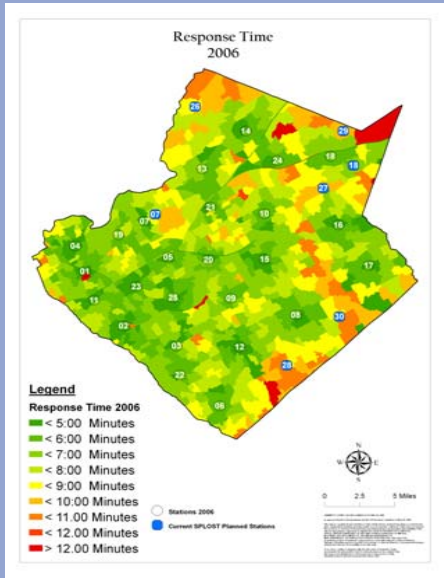 Response Time
2006
26
29
14
18
24
18
13
27
21
07
07
10
16
19
04
05
20
15
17
01
23
11
25
09
08
30
02
03
12
28
22
06
Legend
Response Time 2006
< 5:00 Minutes
< 6:00 Minutes
< 7:00 Minutes
< 8:00 Minutes
< 9:00 Minutes
< 10:00 Minutes
< 11.00 Minutes
< 12.00 Minutes
> 12.00 Minutes
Stations 2006
Current SPLOST Planned Stations
N
W E
S
0 2.5 5 Miles